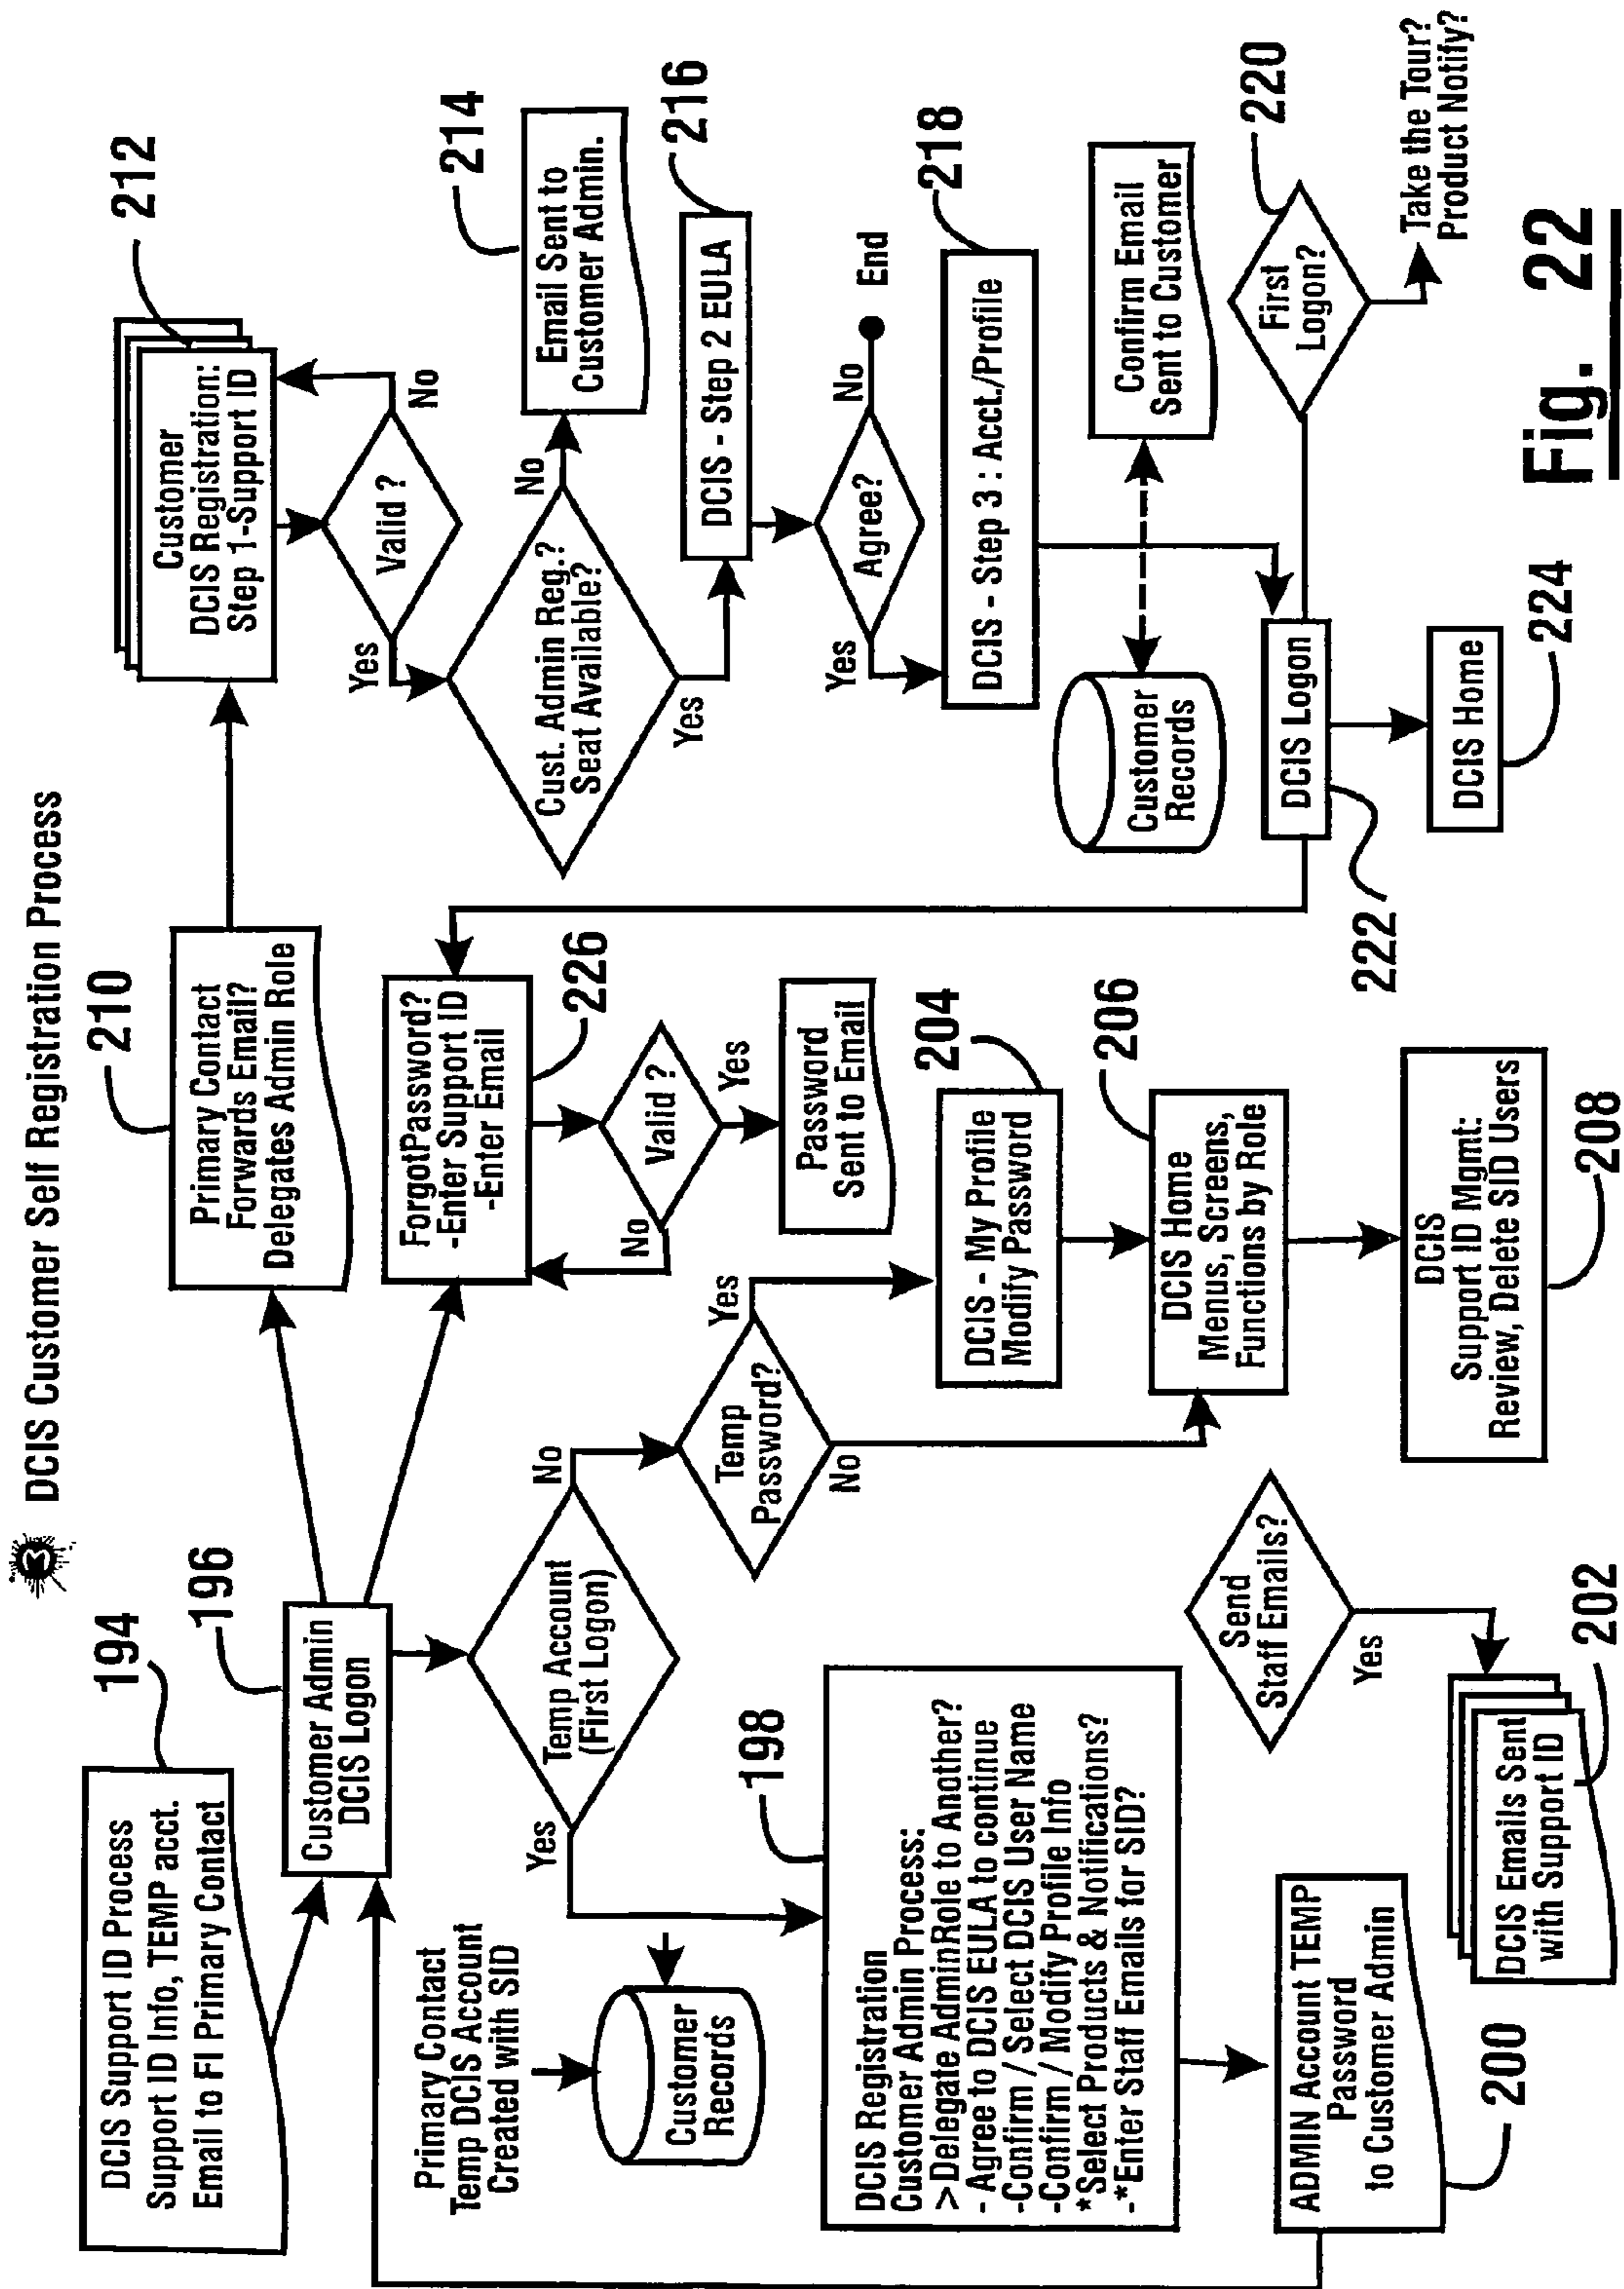 DCIS Customer Self Registration Process
M
194
DCIS Support ID Process
Support ID Info, TEMP acct.
Email to FI Primary Contact
196
Customer Admin
DCIS Logon
Primary Contact
Temp DCIS Account
Created with SID
Customer
Records
Temp Account
(First Logon)
Yes
No
198
DCIS Registration
Customer Admin Process:
>Delegate AdminRole to Another?
- Agree to DCIS EULA to continue
-Confirm / Select DCIS User Name
-Confirm / Modify Profile Info
*Select Products & Notifications?
-*Enter Staff Emails for SID?
ADMIN Account TEMP
Password
to Customer Admin
200
Send
Staff Emails?
Yes
DCIS Emails Sent
with Support ID
202
210
Primary Contact
Forwards Email?
Delegates Admin Role
ForgotPassword?
-Enter Support ID
-Enter Email
226
Valid ?
No
Yes
Password
Sent to Email
Temp
Password?
Yes
No
204
DCIS - My Profile
Modify Password
206
DCIS Home
Menus, Screens,
Functions by Role
DCIS
Support ID Mgmt:
Review, Delete SID Users
208
212
Customer
DCIS Registration:
Step 1-Support ID
Valid ?
No
Yes
Cust. Admin Reg.?
Seat Available?
No
Yes
214
Email Sent to
Customer Admin.
216
DCIS - Step 2 EULA
Agree?
No
End
Yes
218
DCIS - Step 3 : Acct./Profile
Customer
Records
Confirm Email
Sent to Customer
DCIS Logon
222
220
First
Logon?
Take the Tour?
Product Notify?
DCIS Home
224
Fig. 22